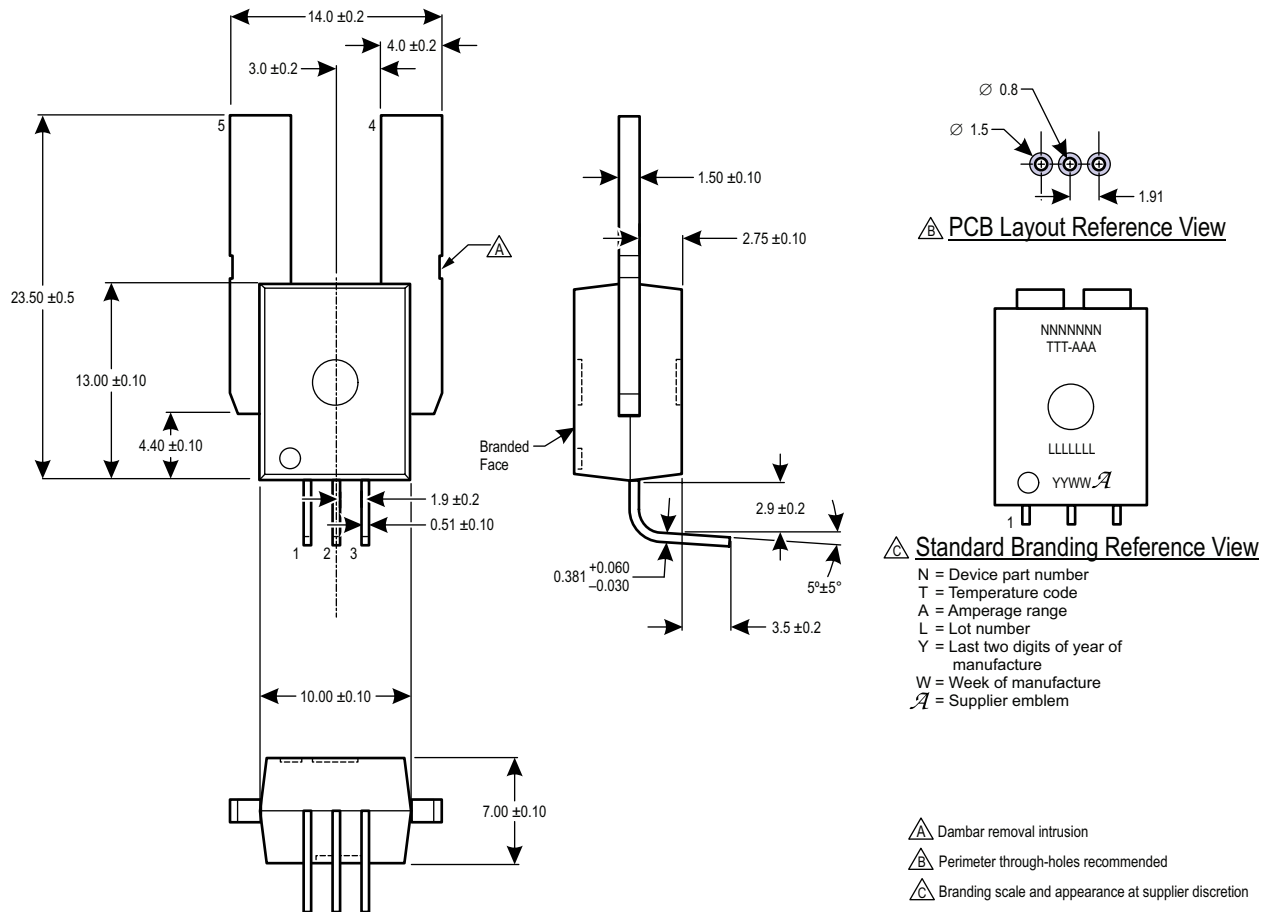 14.0 ±0.2
4.0 ±0.2
3.0 ±0.2
5
4
A
23.50 ±0.5
13.00 ±0.10
4.40 ±0.10
1.9 ±0.2
0.51 ±0.10
1 2 3
10.00 ±0.10
7.00 ±0.10
1.50 ±0.10
2.75 ±0.10
Branded
Face
2.9 ±0.2
0.381 +0.060
–0.030
5º±5°
3.5 ±0.2
∅ 0.8
∅ 1.5
1.91
B PCB Layout Reference View
NNNNNNN
TTT-AAA
LLLLLLL
YYWW A
1
C Standard Branding Reference View
N = Device part number
T = Temperature code
A = Amperage range
L = Lot number
Y = Last two digits of year of
manufacture
W = Week of manufacture
A = Supplier emblem
A Dambar removal intrusion
B Perimeter through-holes recommended
C Branding scale and appearance at supplier discretion